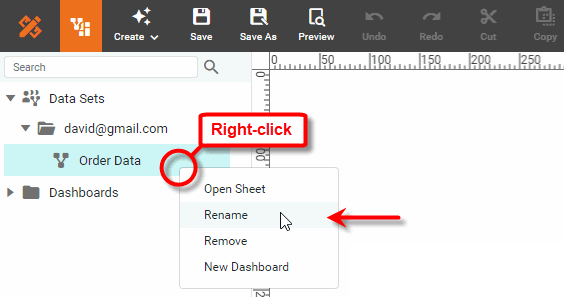 Create Save Save As Preview Undo Redo Cut Copy
Search
0 50 100 150 200 250
Data Sets
david@gmail.com
Right-click
Order Data
Open Sheet
Rename
Dashboards
Remove
New Dashboard